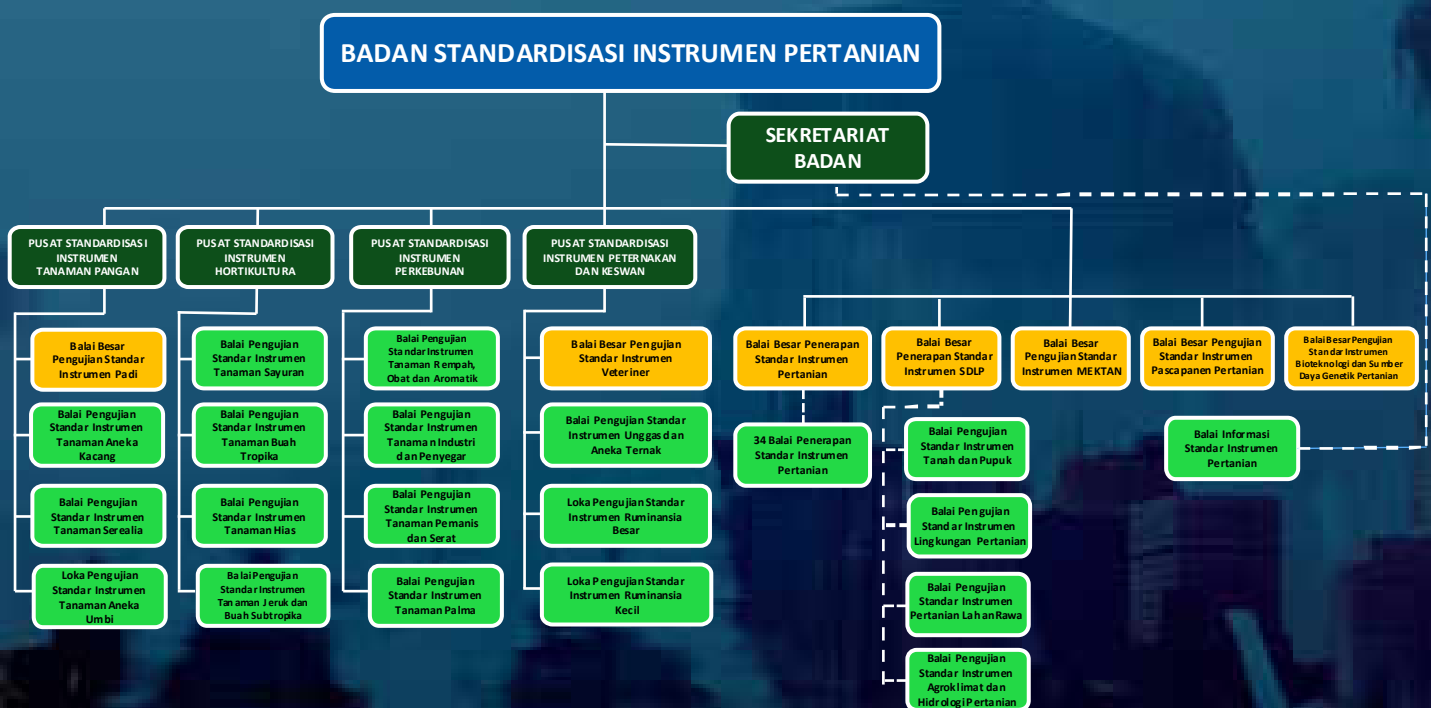 BADAN STANDARDISASI INSTRUMEN PERTANIAN
SEKRETARIAT
BADAN
PUSAT STANDARDISASI
INSTRUMEN
TANAMAN PANGAN
PUSAT STANDARDISASI
INSTRUMEN
HORTIKULTURA
PUSAT STANDARDISASI
INSTRUMEN
PERKEBUNAN
PUSAT STANDARDISASI
INSTRUMEN PETERNAKAN
DAN KESWAN
Balai Besar
Pengujian Standar
Instrumen Padi
Balai Pengujian
Standar Instrumen
Tanaman Aneka
Kacang
Balai Pengujian
Standar Instrumen
Tanaman Serealia
Loka Pengujian
Standar Instrumen
Tanaman Aneka
Umbi
Balai Pengujian
Standar Instrumen
Tanaman Sayuran
Balai Pengujian
Standar Instrumen
Tanaman Buah
Tropika
Balai Pengujian
Standar Instrumen
Tanaman Hias
Balai Pengujian
Standar Instrumen
Tanaman Jeruk dan
Buah Subtropika
Balai Pengujian
Standar Instrumen
Tanaman Rempah,
Obat dan Aromatik
Balai Pengujian
Standar Instrumen
Tanaman Industri
dan Penyegar
Balai Pengujian
Standar Instrumen
Tanaman Pemanis
dan Serat
Balai Pengujian
Standar Instrumen
Tanaman Palma
Balai Besar Pengujian
Standar Instrumen
Veteriner
Balai Pengujian Standar
Instrumen Unggas dan
Aneka Ternak
Loka Pengujian Standar
Instrumen Ruminansia
Besar
Loka Pengujian Standar
Instrumen Ruminansia
Kecil
Balai Besar Penerapan
Standar Instrumen
Pertanian
34 Balai Penerapan
Standar Instrumen
Pertanian
Balai Besar
Penerapan Standar
Instrumen SDLP
Balai Pengujian
Standar Instrumen
Tanah dan Pupuk
Balai Pengujian
Standar Instrumen
Lingkungan Pertanian
Balai Pengujian
Standar Instrumen
Pertanian Lahan Rawa
Balai Pengujian
Standar Instrumen
Agroklimat dan
Hidrologi Pertanian
Balai Besar
Pengujian Standar
Instrumen MEKTAN
Balai Besar Pengujian
Standar Instrumen
Pascapanen Pertanian
Balai Besar Pengujian
Standar Instrumen
Bioteknologi dan Sumber
Daya Genetik Pertanian
Balai Informasi
Standar Instrumen
Pertanian